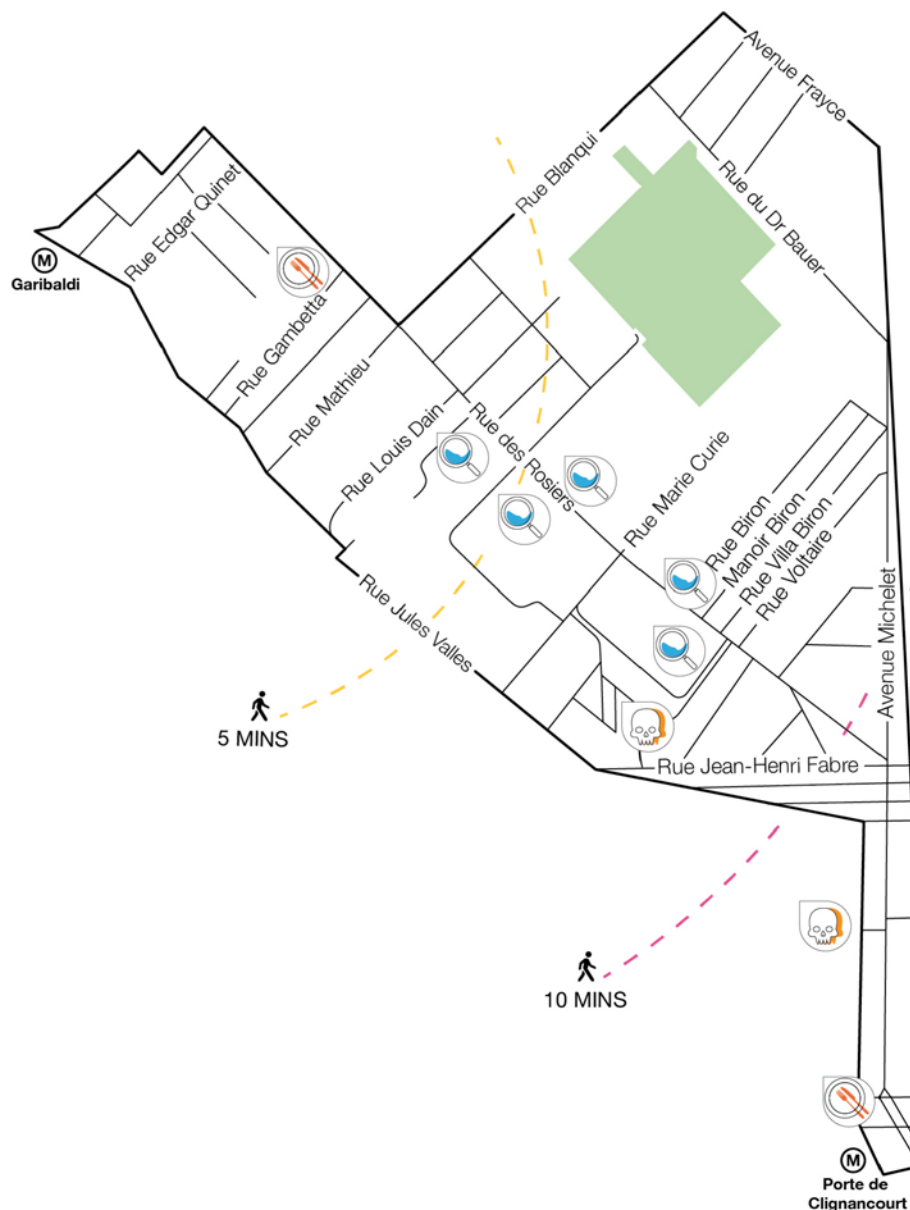 Avenue Frayce
Rue Blanqui
Rue du Dr Bauer
Rue Edgar Quinet
M
Garibaldi
Rue Gambetta
Rue Mathieu
Rue Louis Dain
Rue des Rosiers
Rue Marie Curie
Rue Biron
Manoir Biron
Rue Villa Biron
Rue Voltaire
Rue Jules Valles
Avenue Michelet
5 MINS
Rue Jean-Henri Fabre
10 MINS
M
Porte de
Clignancourt